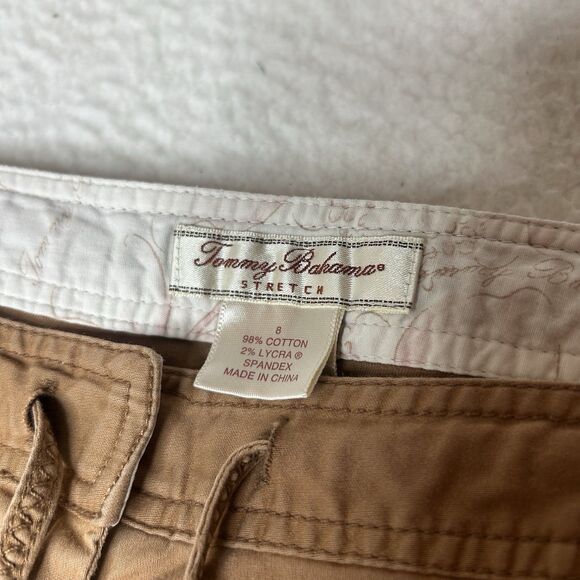 Tommy Bahama®
STRETCH
8
98% COTTON
2% LYCRA ®
SPANDEX
MADE IN CHINA